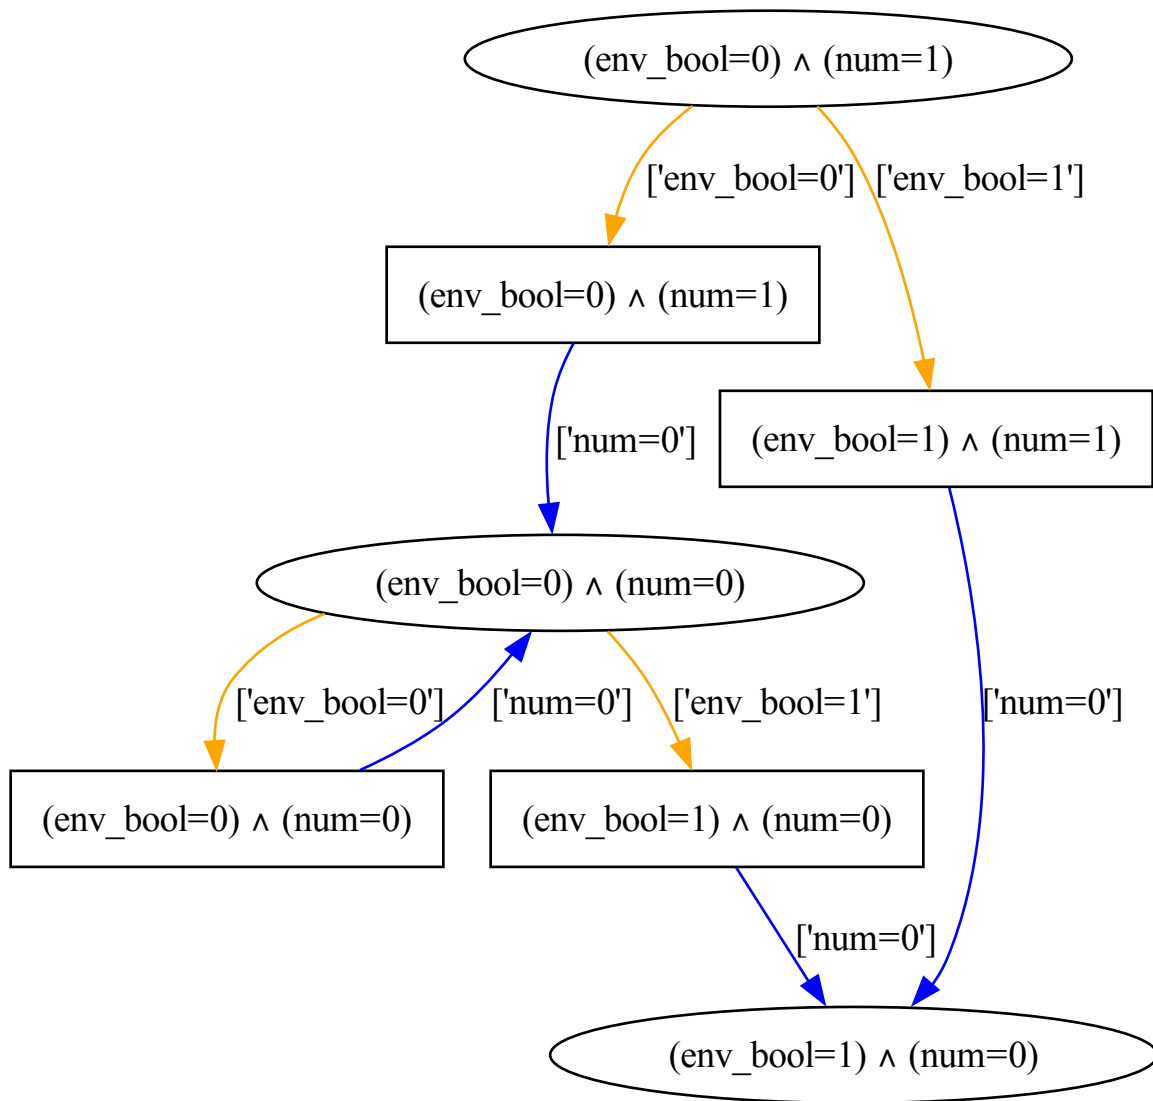 (env_bool=0) ∧ (num=1)
['env_bool=0']
['env_bool=1']
(env_bool=0) ∧ (num=1)
(env_bool=1) ∧ (num=1)
['num=0']
(env_bool=0) ∧ (num=0)
['env_bool=0']
['num=0']
['env_bool=1']
['num=0']
(env_bool=0) ∧ (num=0)
(env_bool=1) ∧ (num=0)
['num=0']
(env_bool=1) ∧ (num=0)